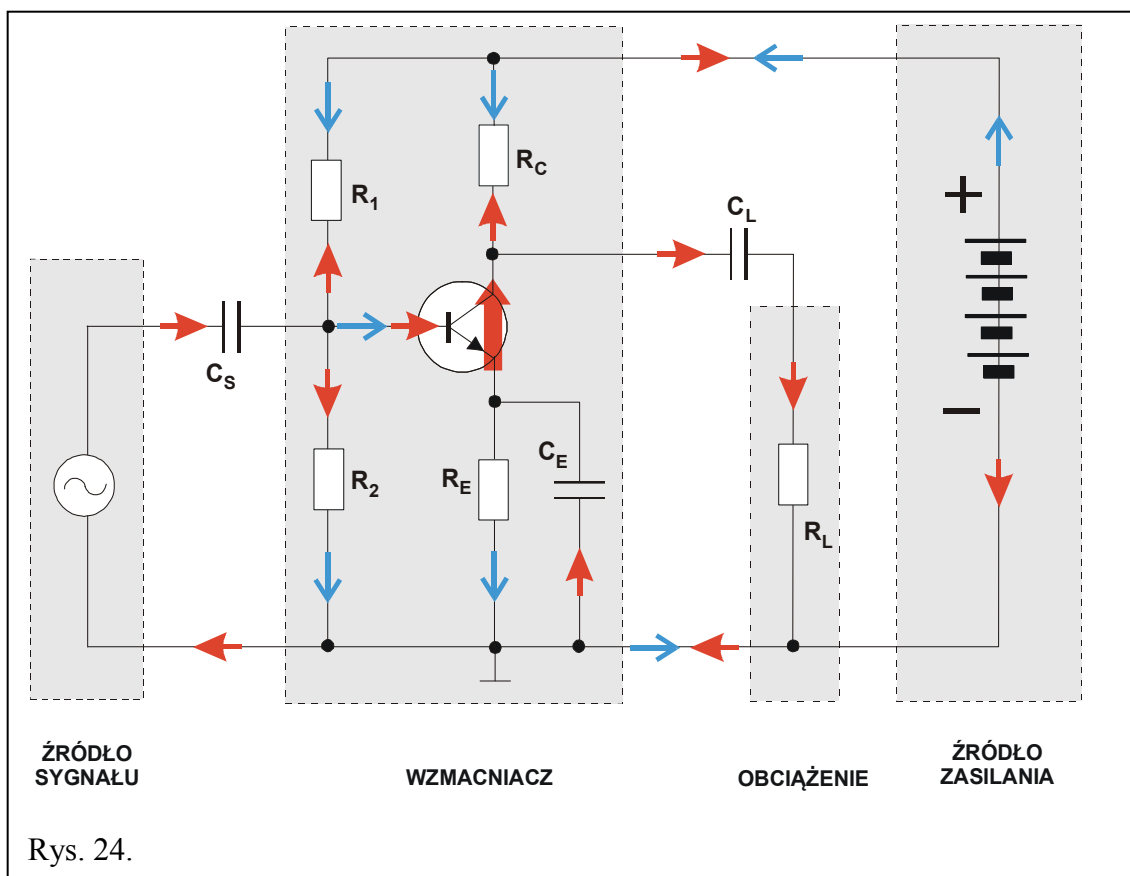 R1
RC
CL
+
CS
R2
RE
CE
RL
−
ŹRÓDŁO
SYGNAŁU
WZMACNIACZ
OBCIĄŻENIE
ŹRÓDŁO
ZASILANIA
Rys. 24.